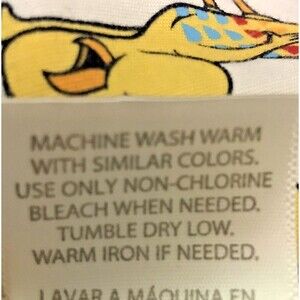 MACHINE WASH WARM
WITH SIMILAR COLORS.
USE ONLY NON-CHLORINE
BLEACH WHEN NEEDED.
TUMBLE DRY LOW.
WARM IRON IF NEEDED.
LAVAR A MÁQUINA EN